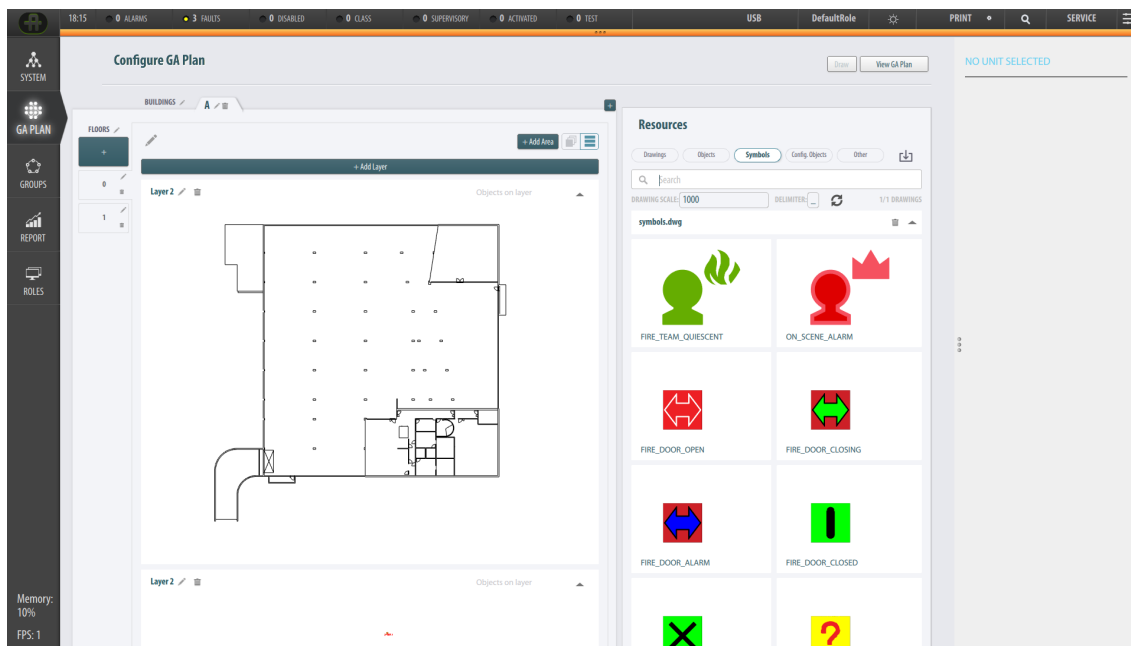 18:15 0 ALARMS 3 FAULTS 0 DISABLED 0 CLASS 0 SUPERVISORY 0 ACTIVATED 0 TEST USB DefaultRole PRINT SERVICE
SYSTEM
GA PLAN
GROUPS
REPORT
ROLES
Memory:
10%
FPS: 1
Configure GA Plan
Draw View GA Plan
BUILDINGS A +
FLOORS
+
0
1
+ Add Area
+ Add Layer
Layer 2 Objects on layer
Layer 2 Objects on layer
Resources
Drawings Objects Symbols Config. Objects Other
Search
DRAWING SCALE: 1000 DELIMITER: _ 1/1 DRAWINGS
symbols.dwg
FIRE_TEAM_QUIESCENT ON_SCENE_ALARM
FIRE_DOOR_OPEN FIRE_DOOR_CLOSING
FIRE_DOOR_ALARM FIRE_DOOR_CLOSED
?
NO UNIT SELECTED